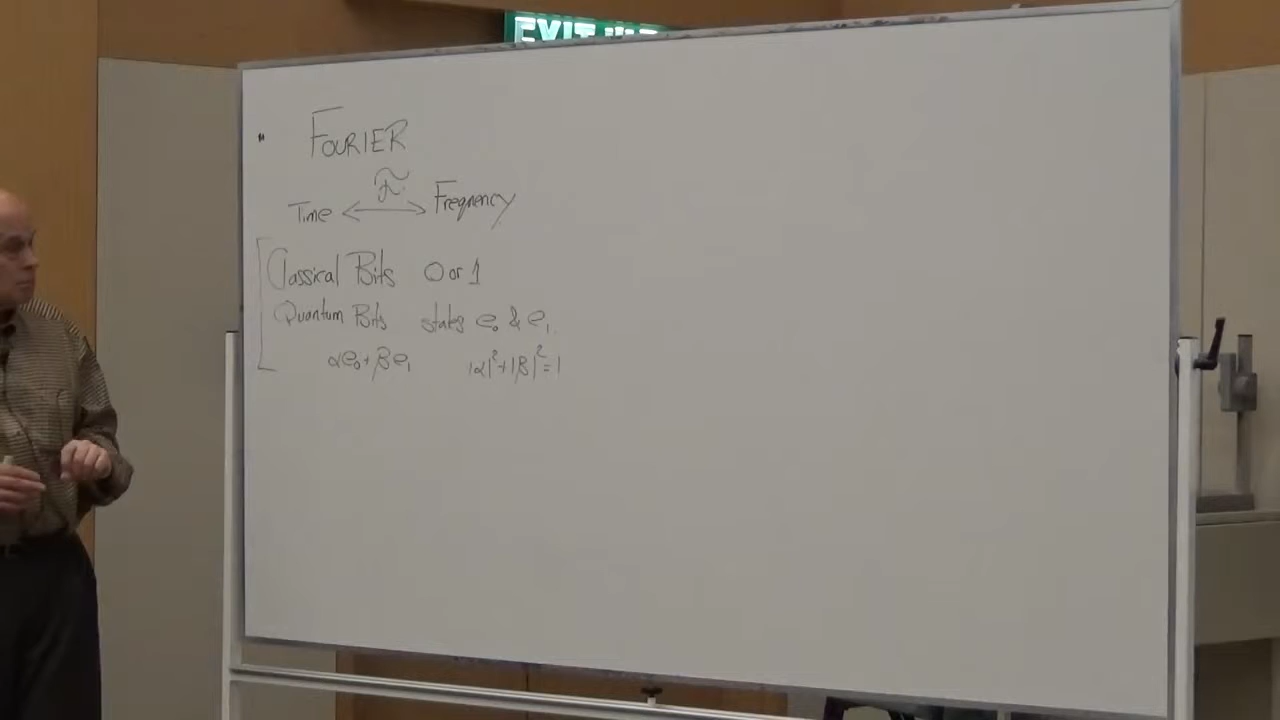 EXIT
FOURIER
Time ⟷ Frequency
Classical Bits 0 or 1
Quantum Bits states e₀ & e₁
αe₀ + βe₁ |α|² + |β|² = 1